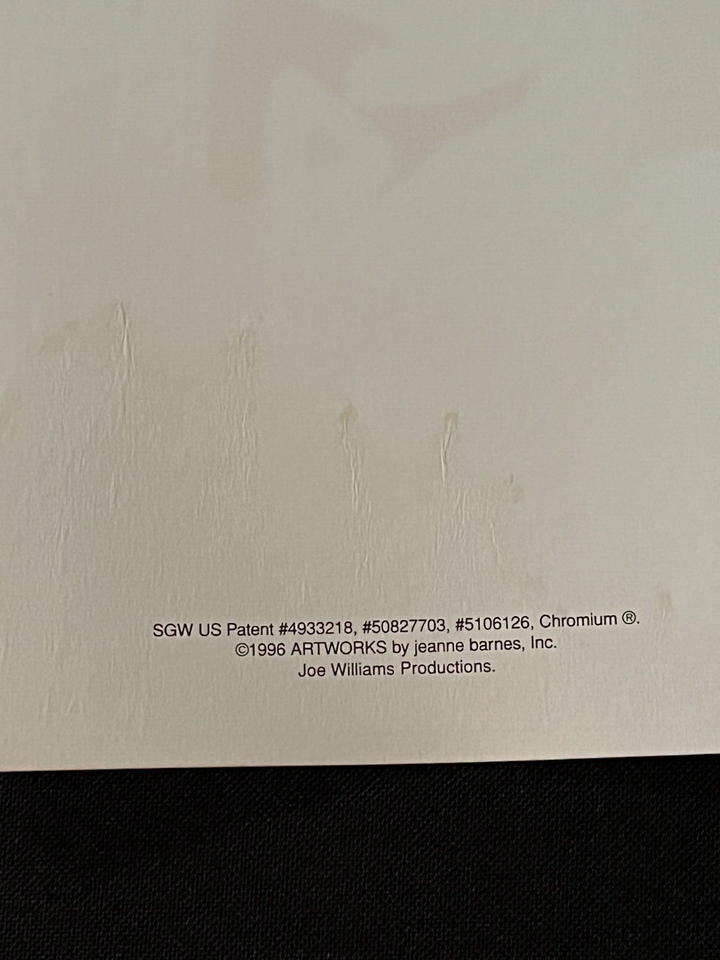 SGW US Patent #4933218, #50827703, #5106126, Chromium ®.
©1996 ARTWORKS by jeanne barnes, Inc.
Joe Williams Productions.